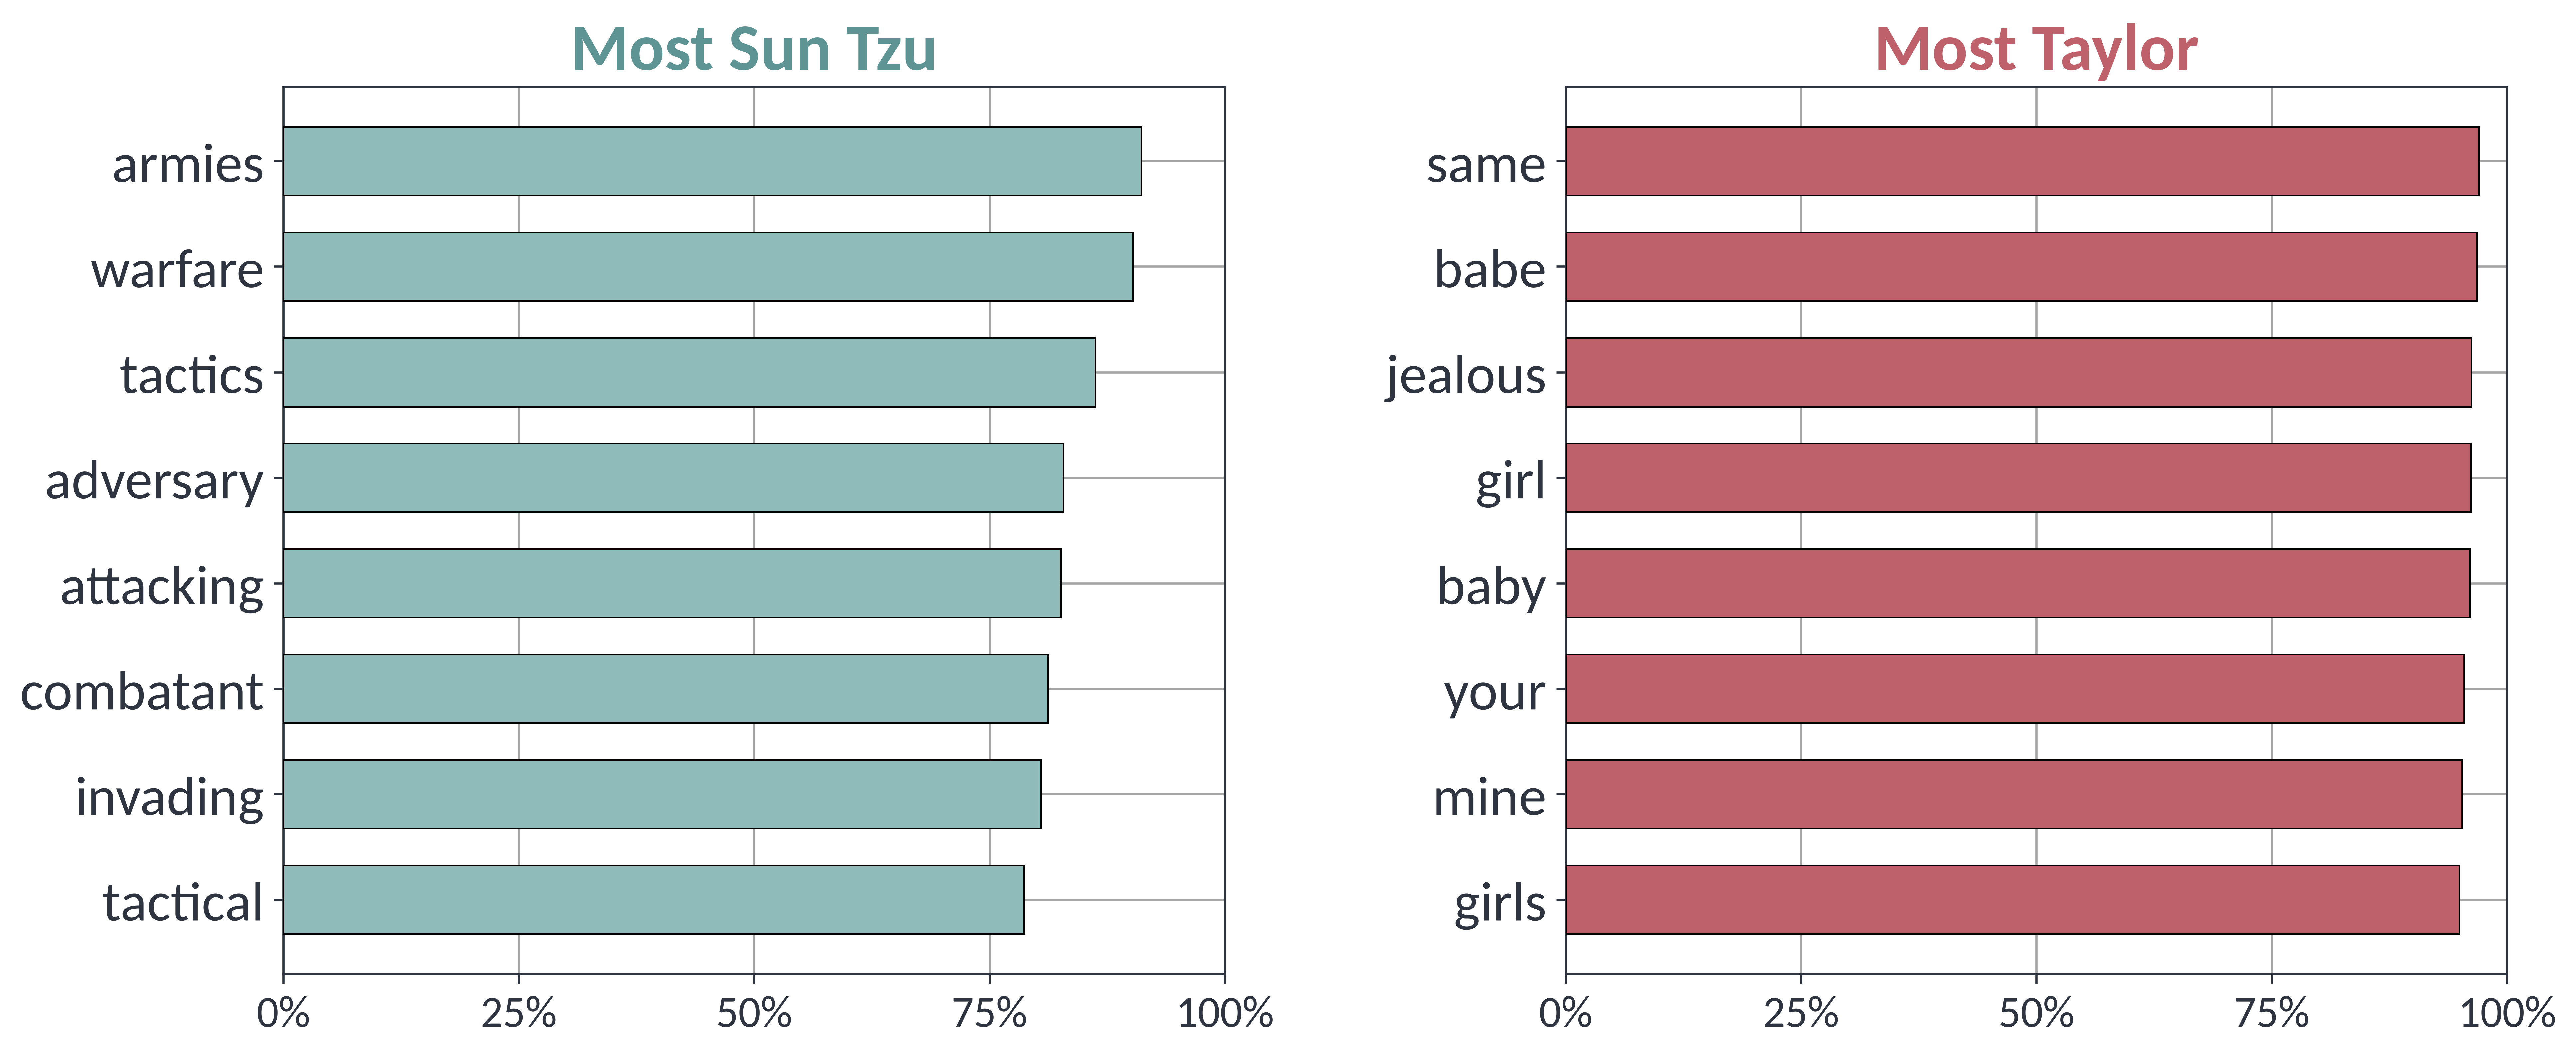 Most Sun Tzu
armies
warfare
tactics
adversary
attacking
combatant
invading
tactical
0% 25% 50% 75% 100%
Most Taylor
same
babe
jealous
girl
baby
your
mine
girls
0% 25% 50% 75% 100%